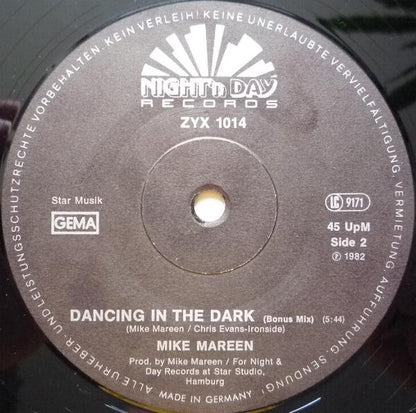 NIGHT'n DAY
RECORDS
ZYX 1014
Star Musik
GEMA
LC 9171
45 UpM
Side 2
℗ 1982
DANCING IN THE DARK (Bonus Mix) (5:44)
(Mike Mareen / Chris Evans-Ironside)
MIKE MAREEN
Prod. by Mike Mareen / For Night &
Day Records at Star Studio,
Hamburg
ALLE URHEBER- UND LEISTUNGSSCHUTZRECHTE VORBEHALTEN. KEIN VERLEIH! KEINE UNERLAUBTE VERVIELFÄLTIGUNG, VERMIETUNG, AUFFÜHRUNG, SENDUNG!
MADE IN GERMANY